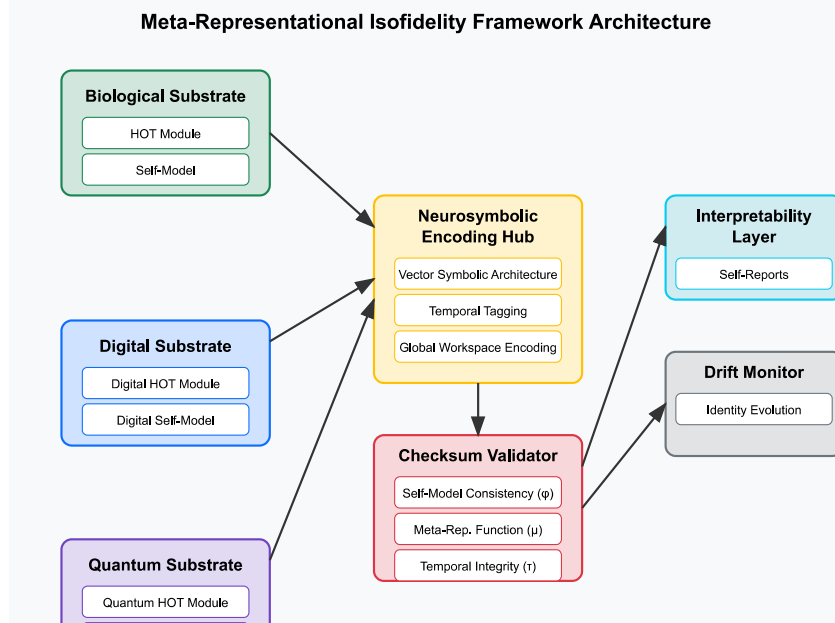 Meta-Representational Isofidelity Framework Architecture
Biological Substrate
HOT Module
Self-Model
Neurosymbolic
Encoding Hub
Vector Symbolic Architecture
Temporal Tagging
Global Workspace Encoding
Interpretability
Layer
Self-Reports
Digital Substrate
Digital HOT Module
Digital Self-Model
Drift Monitor
Identity Evolution
Checksum Validator
Self-Model Consistency (φ)
Meta-Rep. Function (μ)
Temporal Integrity (τ)
Quantum Substrate
Quantum HOT Module